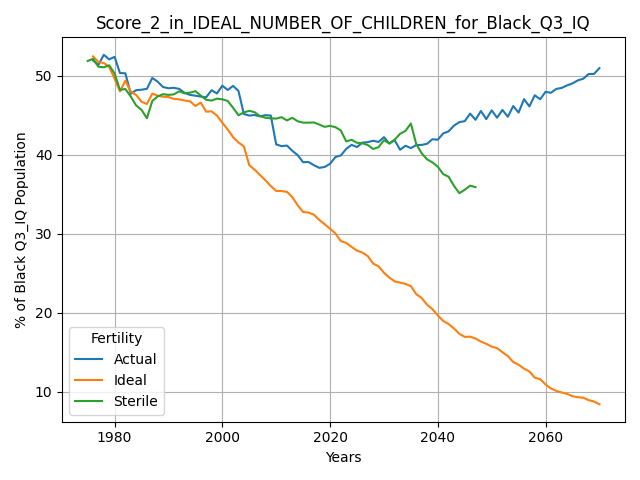 Score_2_in_IDEAL_NUMBER_OF_CHILDREN_for_Black_Q3_IQ
% of Black Q3_IQ Population
50
40
30
20
10
Fertility
Actual
Ideal
Sterile
1980
2000
2020
2040
2060
Years